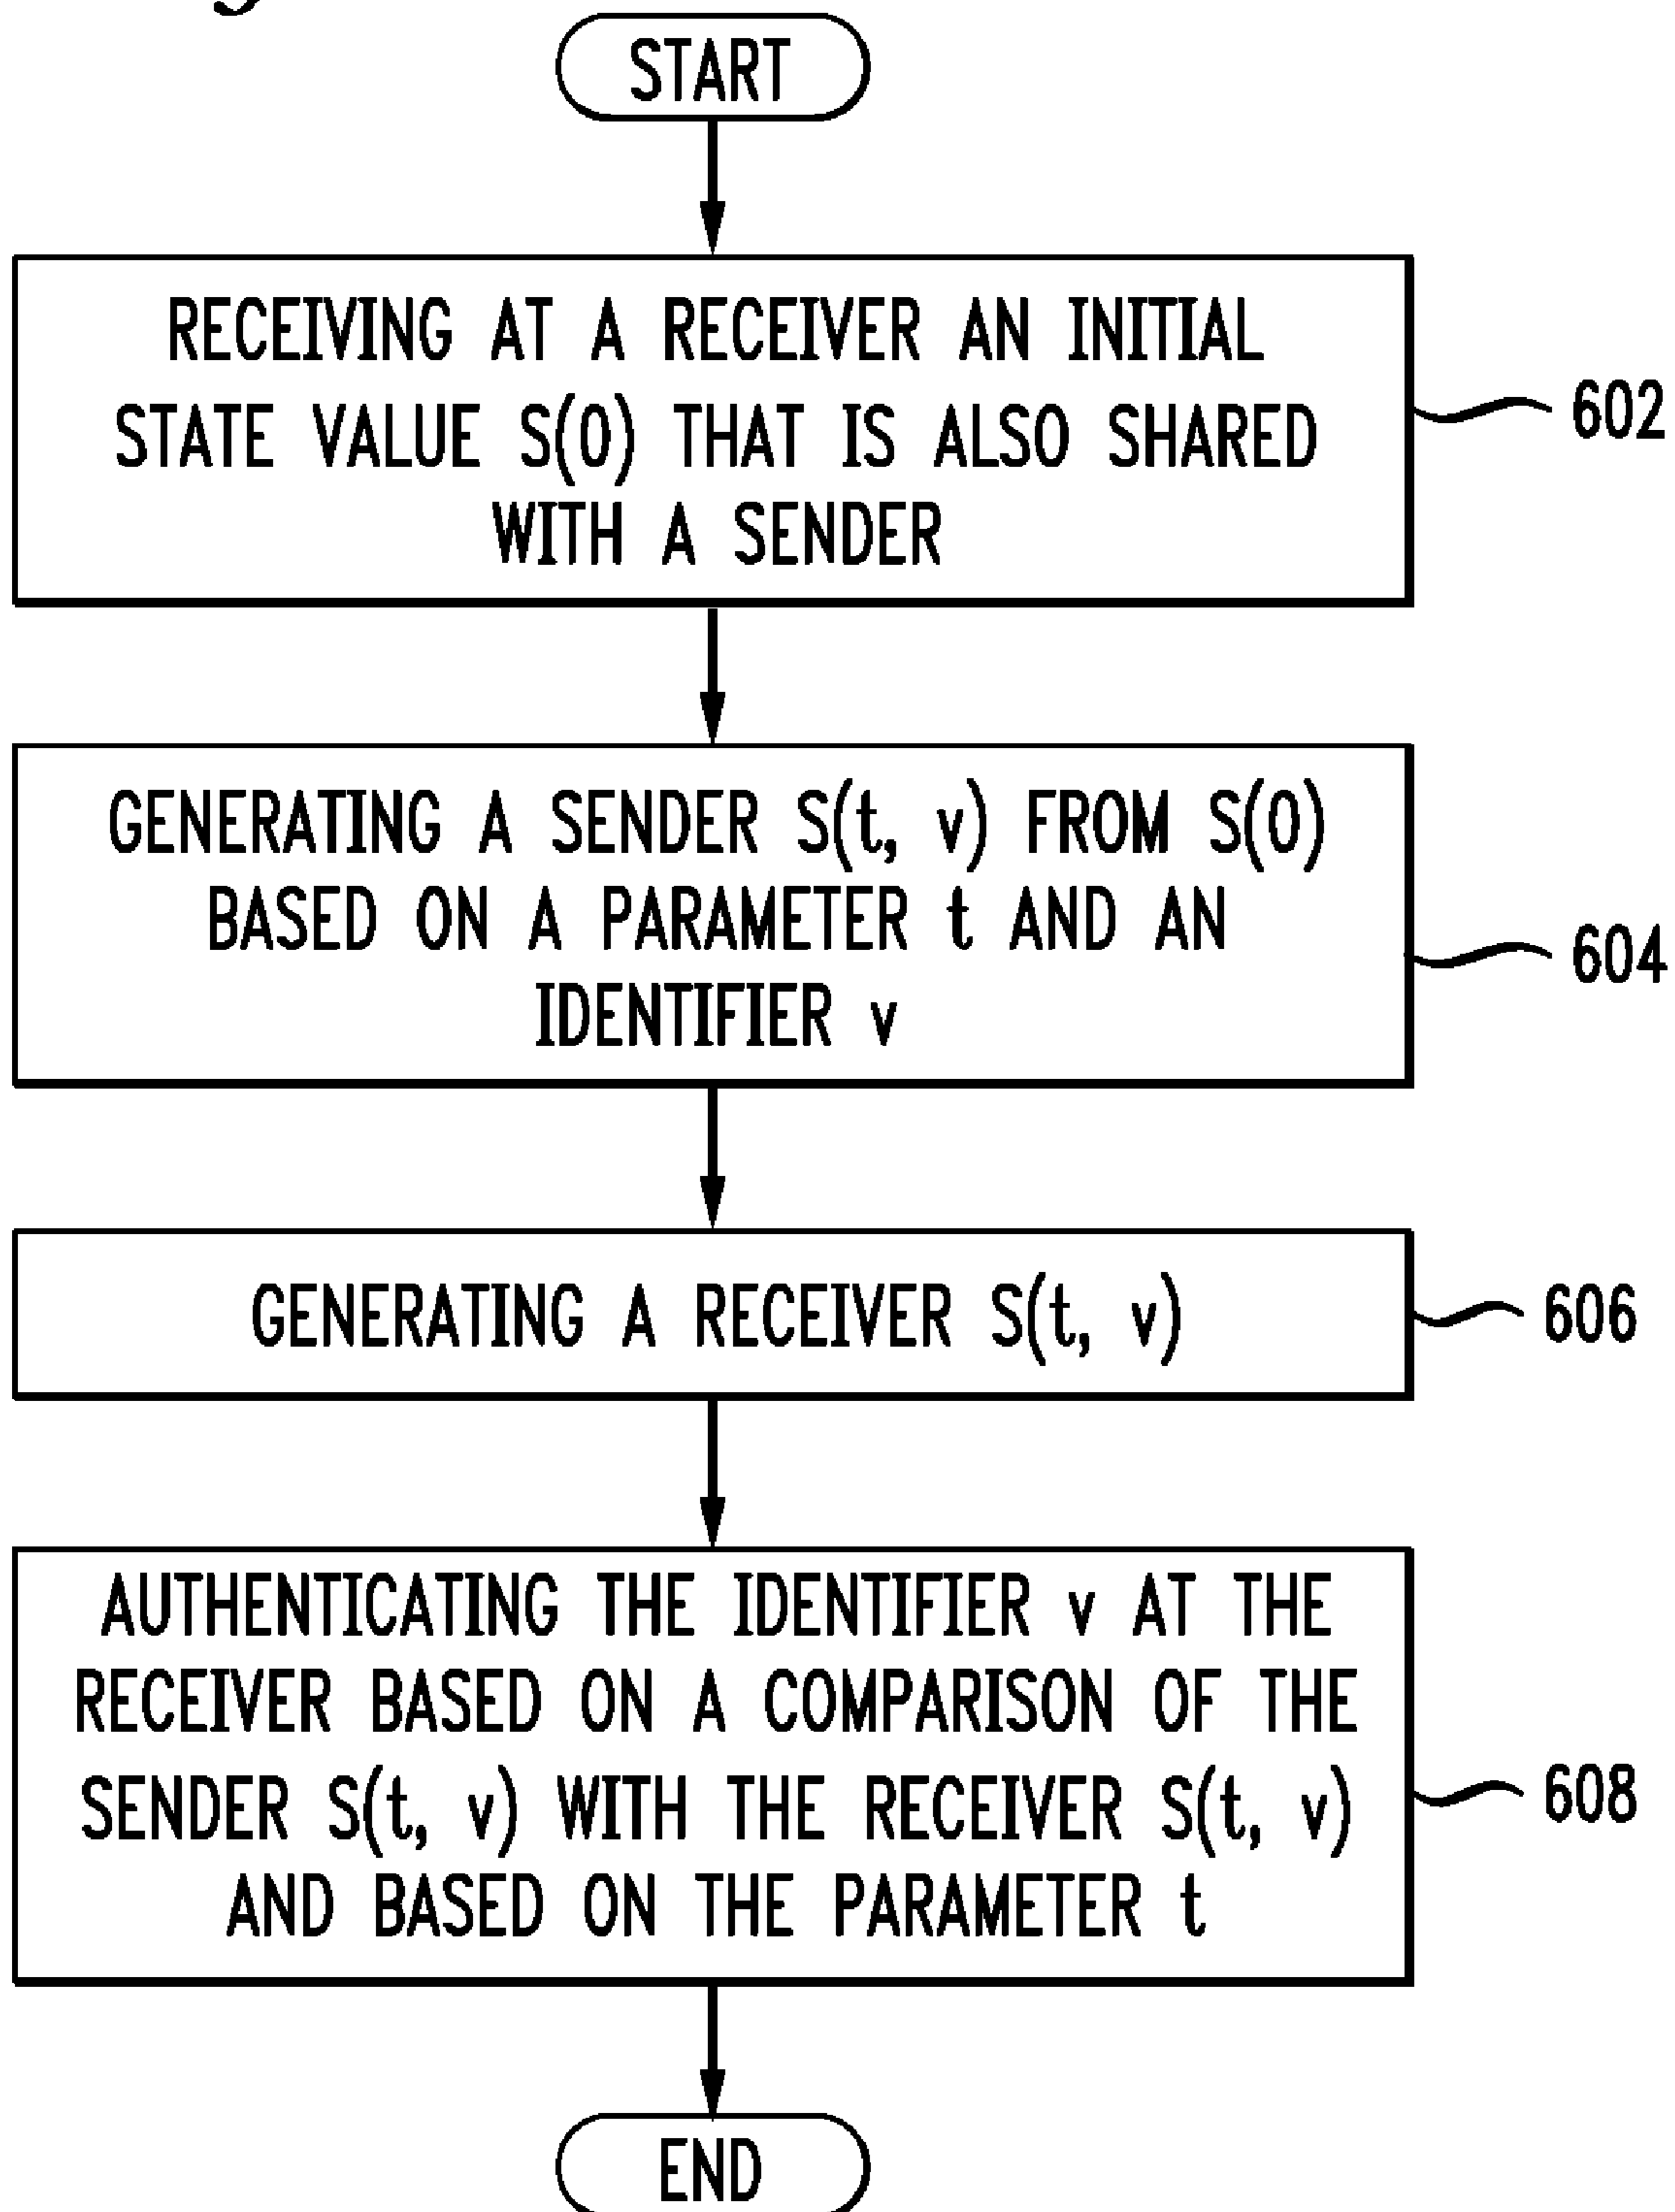 START
RECEIVING AT A RECEIVER AN INITIAL
STATE VALUE S(0) THAT IS ALSO SHARED
WITH A SENDER
602
GENERATING A SENDER S(t, v) FROM S(0)
BASED ON A PARAMETER t AND AN
IDENTIFIER v
604
GENERATING A RECEIVER S(t, v)
606
AUTHENTICATING THE IDENTIFIER v AT THE
RECEIVER BASED ON A COMPARISON OF THE
SENDER S(t, v) WITH THE RECEIVER S(t, v)
AND BASED ON THE PARAMETER t
608
END